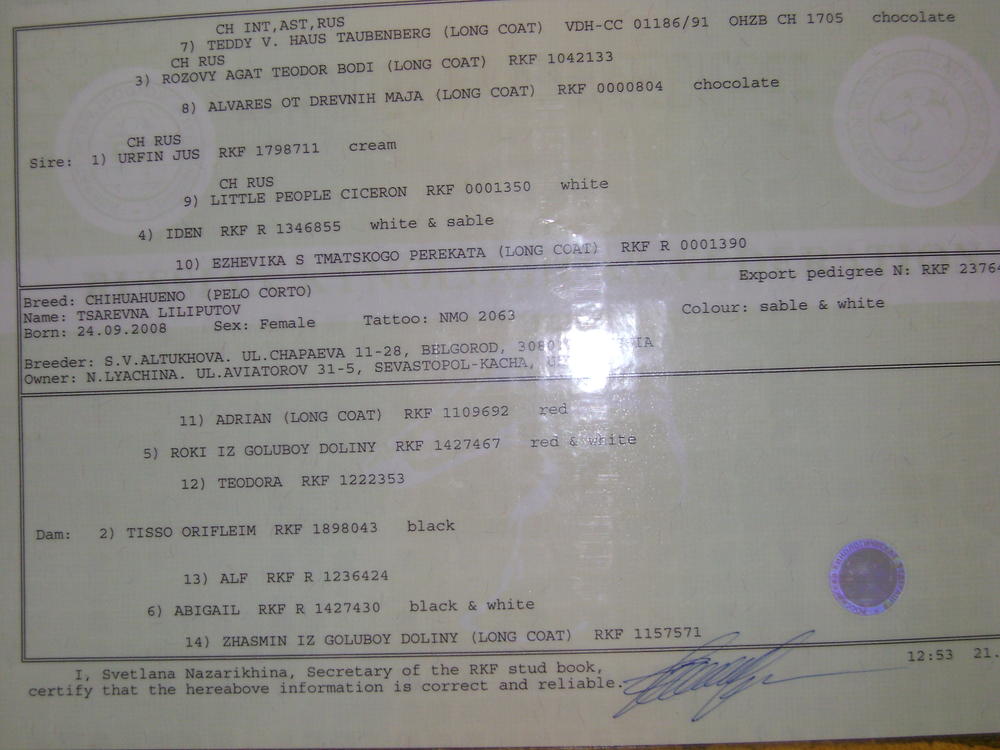 CH INT,AST,RUS
7) TEDDY V. HAUS TAUBENBERG (LONG COAT) VDH-CC 01186/91 OHZB CH 1705 chocolate
CH RUS
3) ROZOVY AGAT TEODOR BODI (LONG COAT) RKF 1042133
8) ALVARES OT DREVNIH MAJA (LONG COAT) RKF 0000804 chocolate
CH RUS
Sire: 1) URFIN JUS RKF 1798711 cream
CH RUS
9) LITTLE PEOPLE CICERON RKF 0001350 white
4) IDEN RKF R 1346855 white & sable
10) EZHEVIKA S TMATSKOGO PEREKATA (LONG COAT) RKF R 0001390
Export pedigree N: RKF 23764
Breed: CHIHUAHUENO (PELO CORTO)
Name: TSAREVNA LILIPUTOV
Colour: sable & white
Born: 24.09.2008 Sex: Female Tattoo: NMO 2063
Breeder: S.V.ALTUKHOVA. UL.CHAPAEVA 11-28, BELGOROD,
Owner: N.LYACHINA. UL.AVIATOROV 31-5, SEVASTOPOL-KACHA,
11) ADRIAN (LONG COAT) RKF 1109692 red
5) ROKI IZ GOLUBOY DOLINY RKF 1427467 red & white
12) TEODORA RKF 1222353
Dam: 2) TISSO ORIFLEIM RKF 1898043 black
13) ALF RKF R 1236424
6) ABIGAIL RKF R 1427430 black & white
14) ZHASMIN IZ GOLUBOY DOLINY (LONG COAT) RKF 1157571
I, Svetlana Nazarikhina, Secretary of the RKF stud book,
certify that the hereabove information is correct and reliable.
12:53 21.